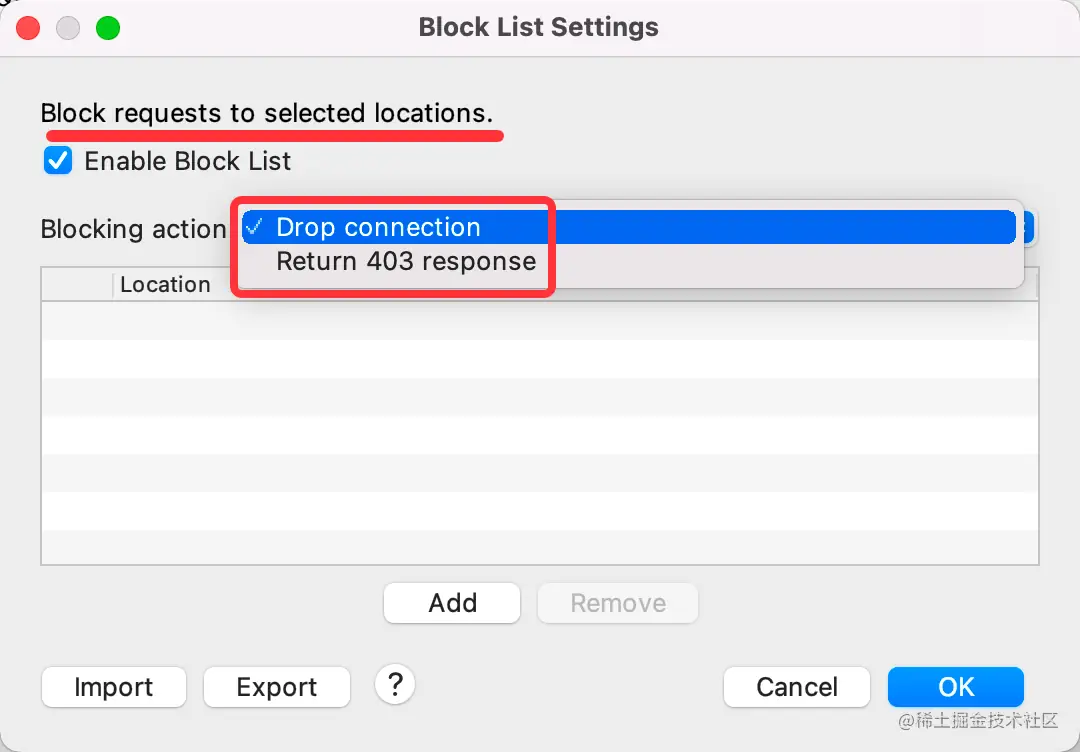 Block List Settings
Block requests to selected locations.
Enable Block List
Blocking action
Drop connection
Return 403 response
Location
Add
Remove
Import
Export
?
Cancel
OK
@稀土掘金技术社区